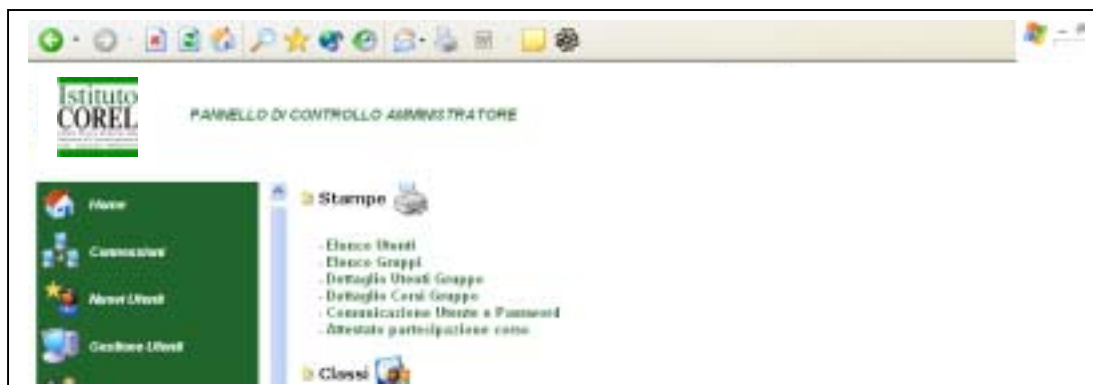 Istituto
COREL
PANNELLO DI CONTROLLO AMMINISTRATORE
Home
Connessioni
Nuovi Utenti
Gestione Utenti
Stampe
- Elenco Utenti
- Elenco Gruppi
- Dettaglio Utenti Gruppo
- Dettaglio Corsi Gruppo
- Comunicazione Utente e Password
- Attestato partecipazione corso
Classi